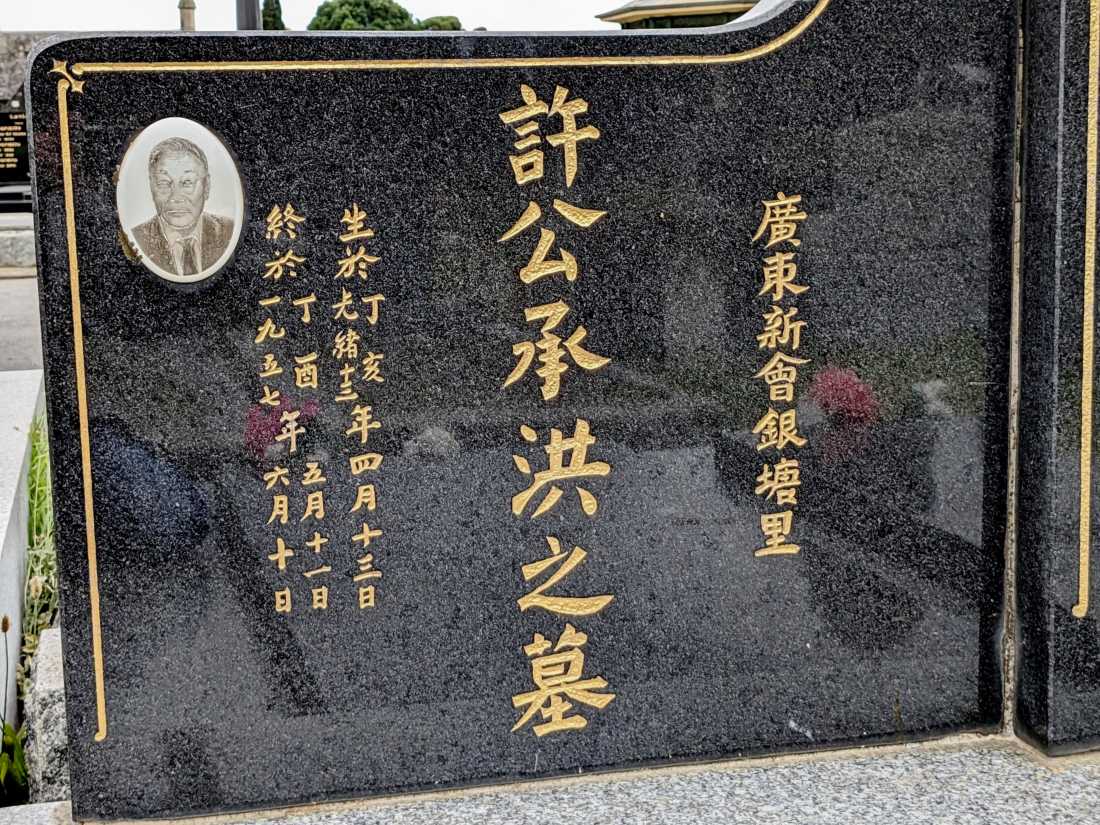 廣東新會銀塘里
許公承洪之墓
生於丁亥光緒十三年四月十三日
終於丁酉一九五七年五月十一日六月十日